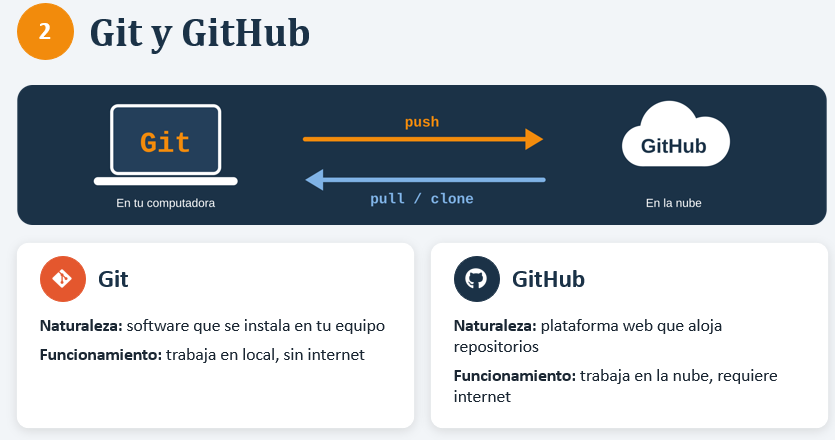 2
Git y GitHub
Git
push
GitHub
pull / clone
En tu computadora
En la nube
Git
Naturaleza: software que se instala en tu equipo
Funcionamiento: trabaja en local, sin internet
GitHub
Naturaleza: plataforma web que aloja
repositorios
Funcionamiento: trabaja en la nube, requiere
internet